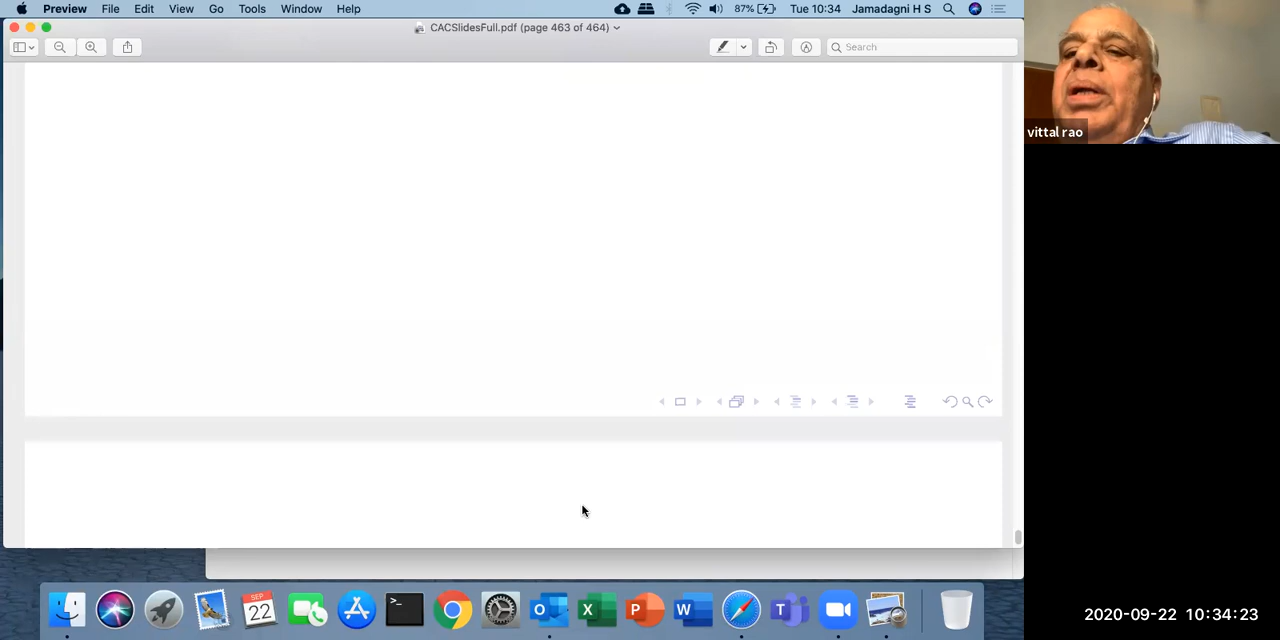 Preview File Edit View Go Tools Window Help 87% Tue 10:34 Jamadagni H S
CACSlidesFull.pdf (page 463 of 464)
Search
vittal rao
SEP
22
2020-09-22 10:34:23